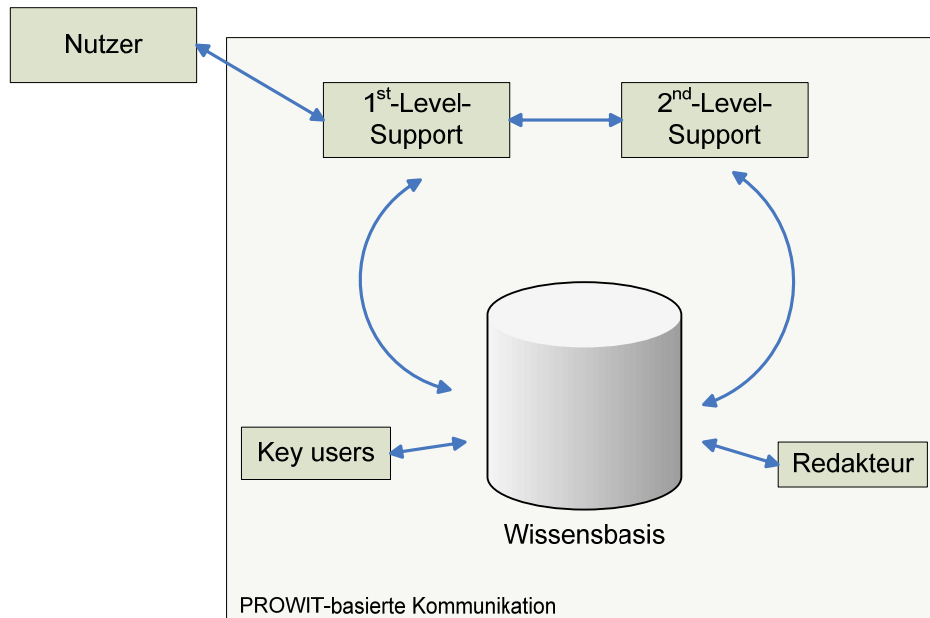 Nutzer
1st-Level-
Support
2nd-Level-
Support
Key users
Redakteur
Wissensbasis
PROWIT-basierte Kommunikation